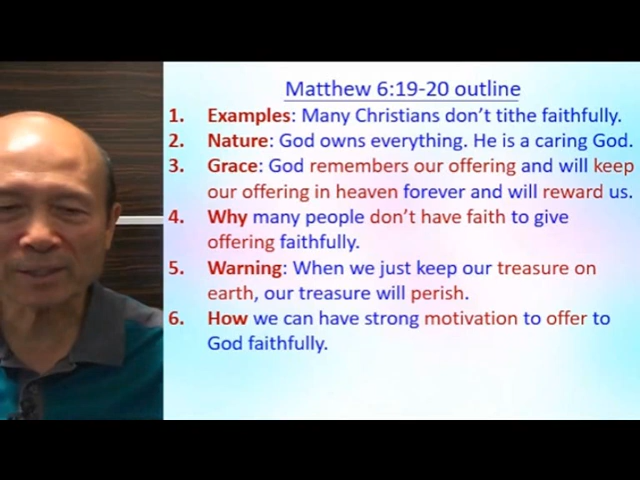 Matthew 6:19-20 outline
1. Examples: Many Christians don't tithe faithfully.
2. Nature: God owns everything. He is a caring God.
3. Grace: God remembers our offering and will keep
our offering in heaven forever and will reward us.
4. Why many people don't have faith to give
offering faithfully.
5. Warning: When we just keep our treasure on
earth, our treasure will perish.
6. How we can have strong motivation to offer to
God faithfully.